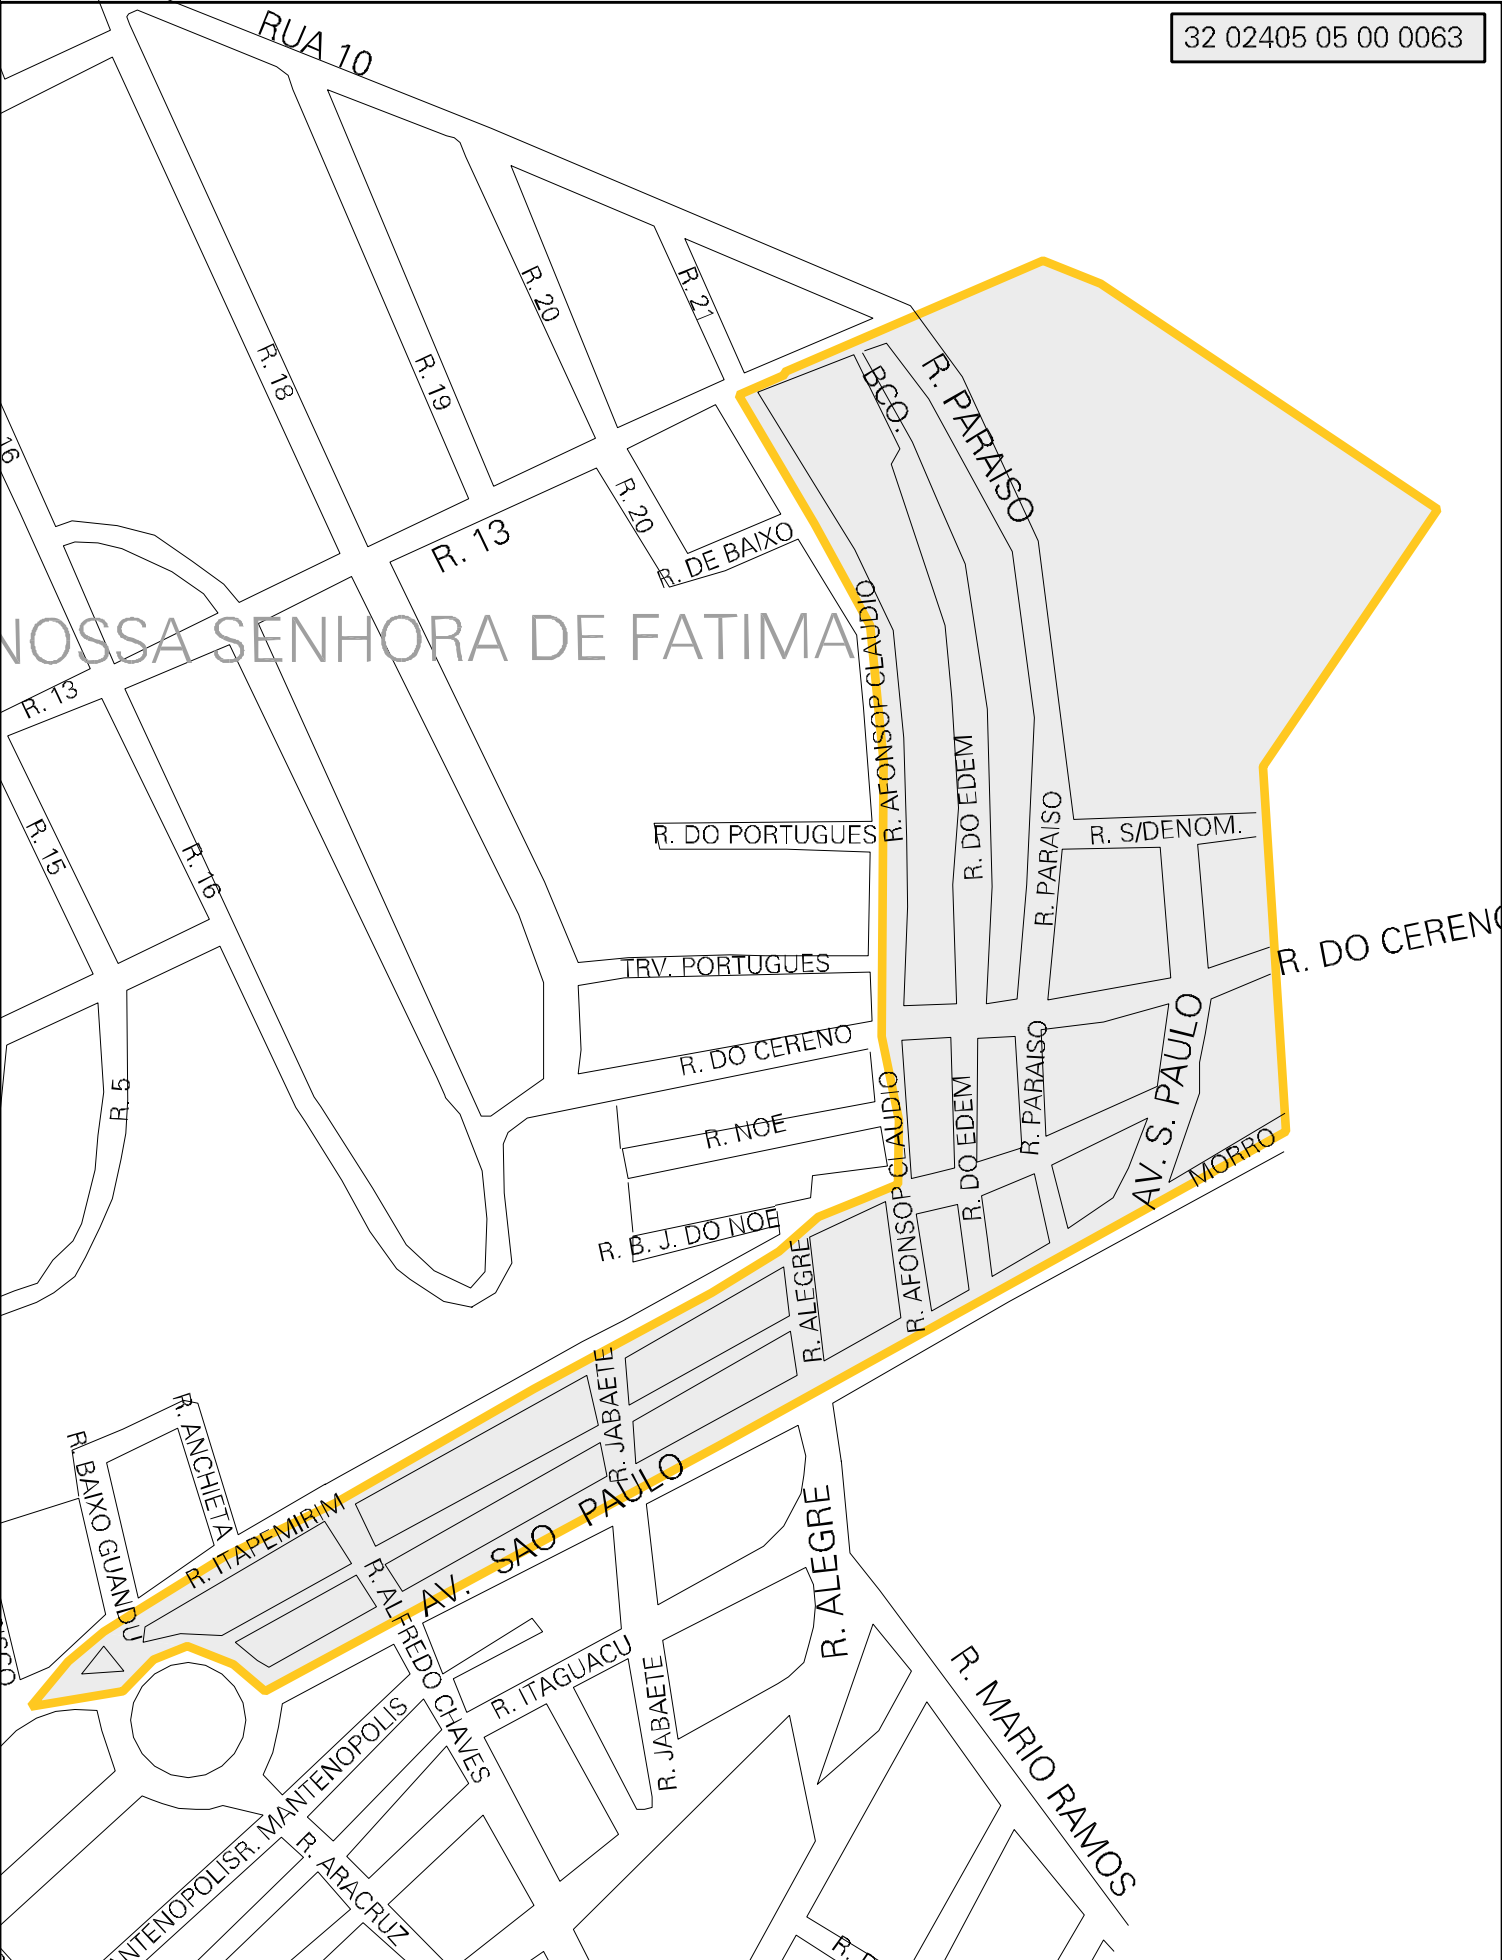 32 02405 05 00 0063
RUA 10
R. 20
R. 21
R. 18
R. 19
BCO.
R. PARAISO
16
R. 20
R. 13
R. DE BAIXO
NOSSA SENHORA DE FATIMA
R. AFONSOP CLAUDIO
R. 13
R. DO EDEM
R. PARAISO
R. S/DENOM.
R. DO PORTUGUES
R. 15
R. 16
R. DO CERENO
TRV. PORTUGUES
R. DO CERENO
AV. S. PAULO
R. PARAISO
R. 5
R. NOE
R. AFONSOP CLAUDIO
R. DO EDEM
MORRO
R. B. J. DO NOE
R. ALEGRE
R. JABAETE
R. ANCHIETA
R. BAIXO GUANDU
R. ITAPEMIRIM
AV. SAO PAULO
R. ALEGRE
R. ALFREDO CHAVES
R. ITAGUACU
R. JABAETE
R. MARIO RAMOS
R. MANTENOPOLIS
ANTENOPOLIS
R. ARACRUZ